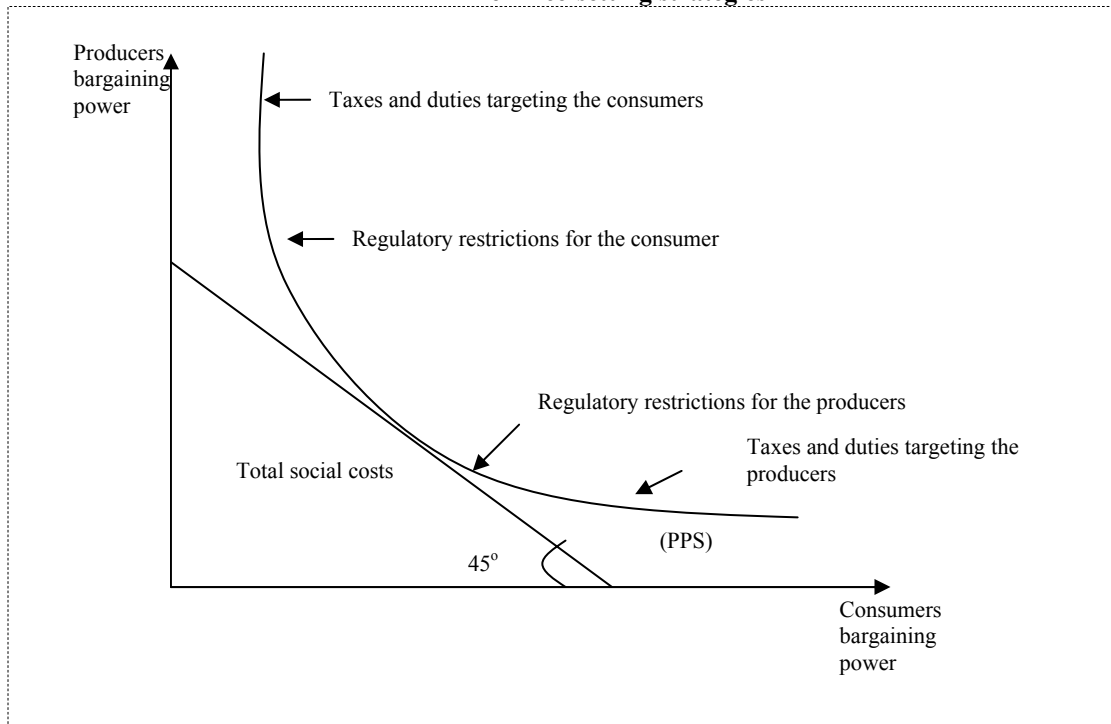 Producers
bargaining
power
Taxes and duties targeting the consumers
Regulatory restrictions for the consumer
Regulatory restrictions for the producers
Taxes and duties targeting the
producers
Total social costs
(PPS)
45º
Consumers
bargaining
power